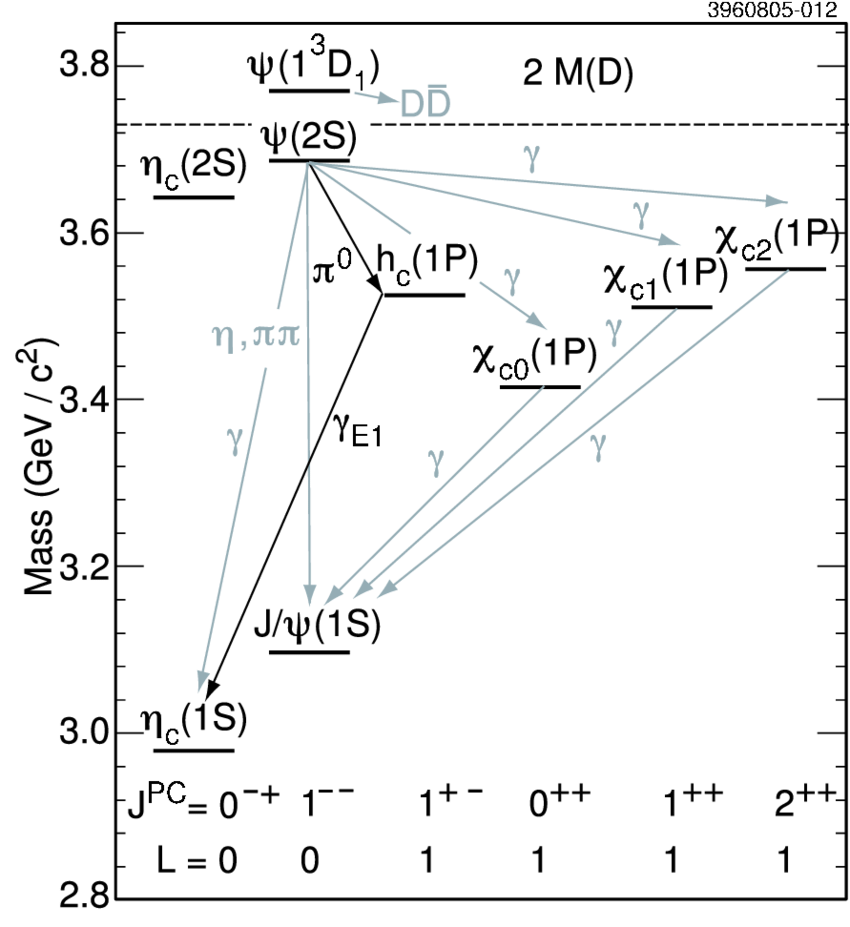 3960805-012
3.8
ψ(1³D₁)
2 M(D)
DD̄
ψ(2S)
η_c(2S)
γ
γ
3.6
χ_c2(1P)
π⁰
h_c(1P)
χ_c1(1P)
γ
η,ππ
γ
χ_c0(1P)
3.4
γ_E1
γ
γ
γ
Mass (GeV / c²)
3.2
J/ψ(1S)
η_c(1S)
3.0
J^PC = 0⁻⁺ 1⁻⁻ 1⁺⁻ 0⁺⁺ 1⁺⁺ 2⁺⁺
L = 0 0 1 1 1 1
2.8